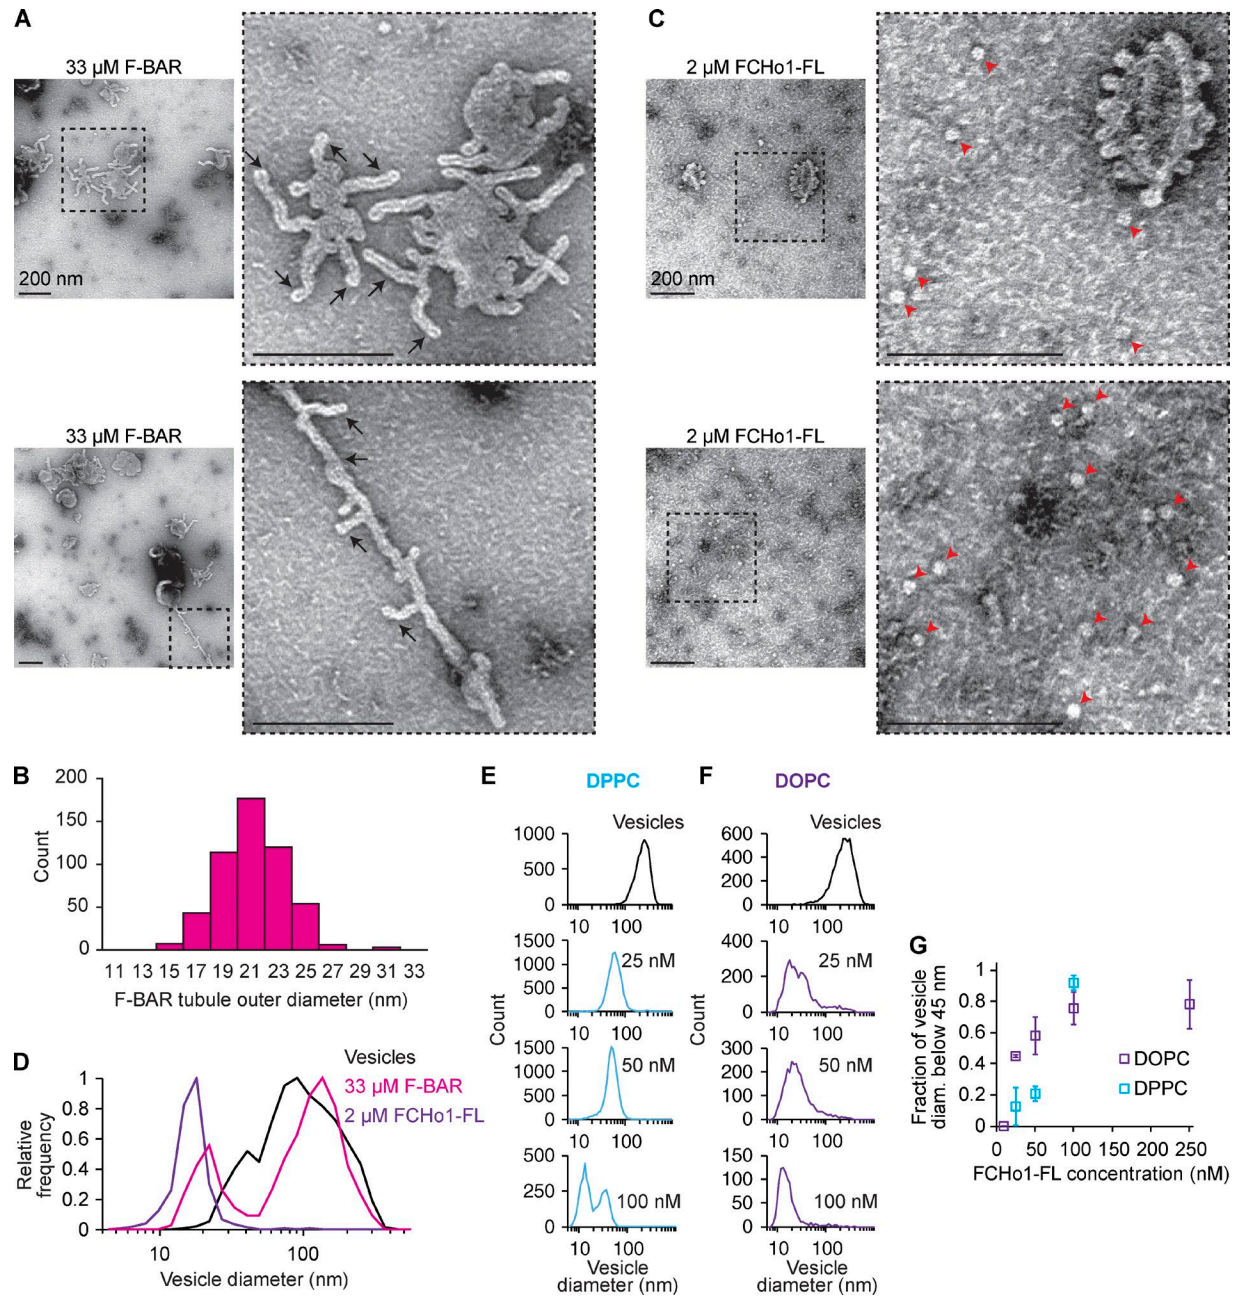 A
33 µM F-BAR
200 nm
33 µM F-BAR
C
2 µM FCHo1-FL
200 nm
2 µM FCHo1-FL
B
200
150
100
50
0
Count
11 13 15 17 19 21 23 25 27 29 31 33
F-BAR tubule outer diameter (nm)
D
Vesicles
33 µM F-BAR
2 µM FCHo1-FL
1
0.8
0.6
0.4
0.2
0
Relative
frequency
10 100
Vesicle diameter (nm)
E
DPPC
Vesicles
1000
500
0
10 100
25 nM
1500
1000
500
0
10 100
50 nM
1500
1000
500
0
10 100
100 nM
500
250
0
10 100
Count
Vesicle
diameter (nm)
F
DOPC
Vesicles
600
400
200
0
10 100
25 nM
400
200
0
10 100
50 nM
300
200
100
0
10 100
100 nM
150
100
50
0
10 100
Count
Vesicle
diameter (nm)
G
1
0.8
0.6
0.4
0.2
0
Fraction of vesicle
diam. below 45 nm
DOPC
DPPC
0 50 100 150 200 250
FCHo1-FL concentration (nM)